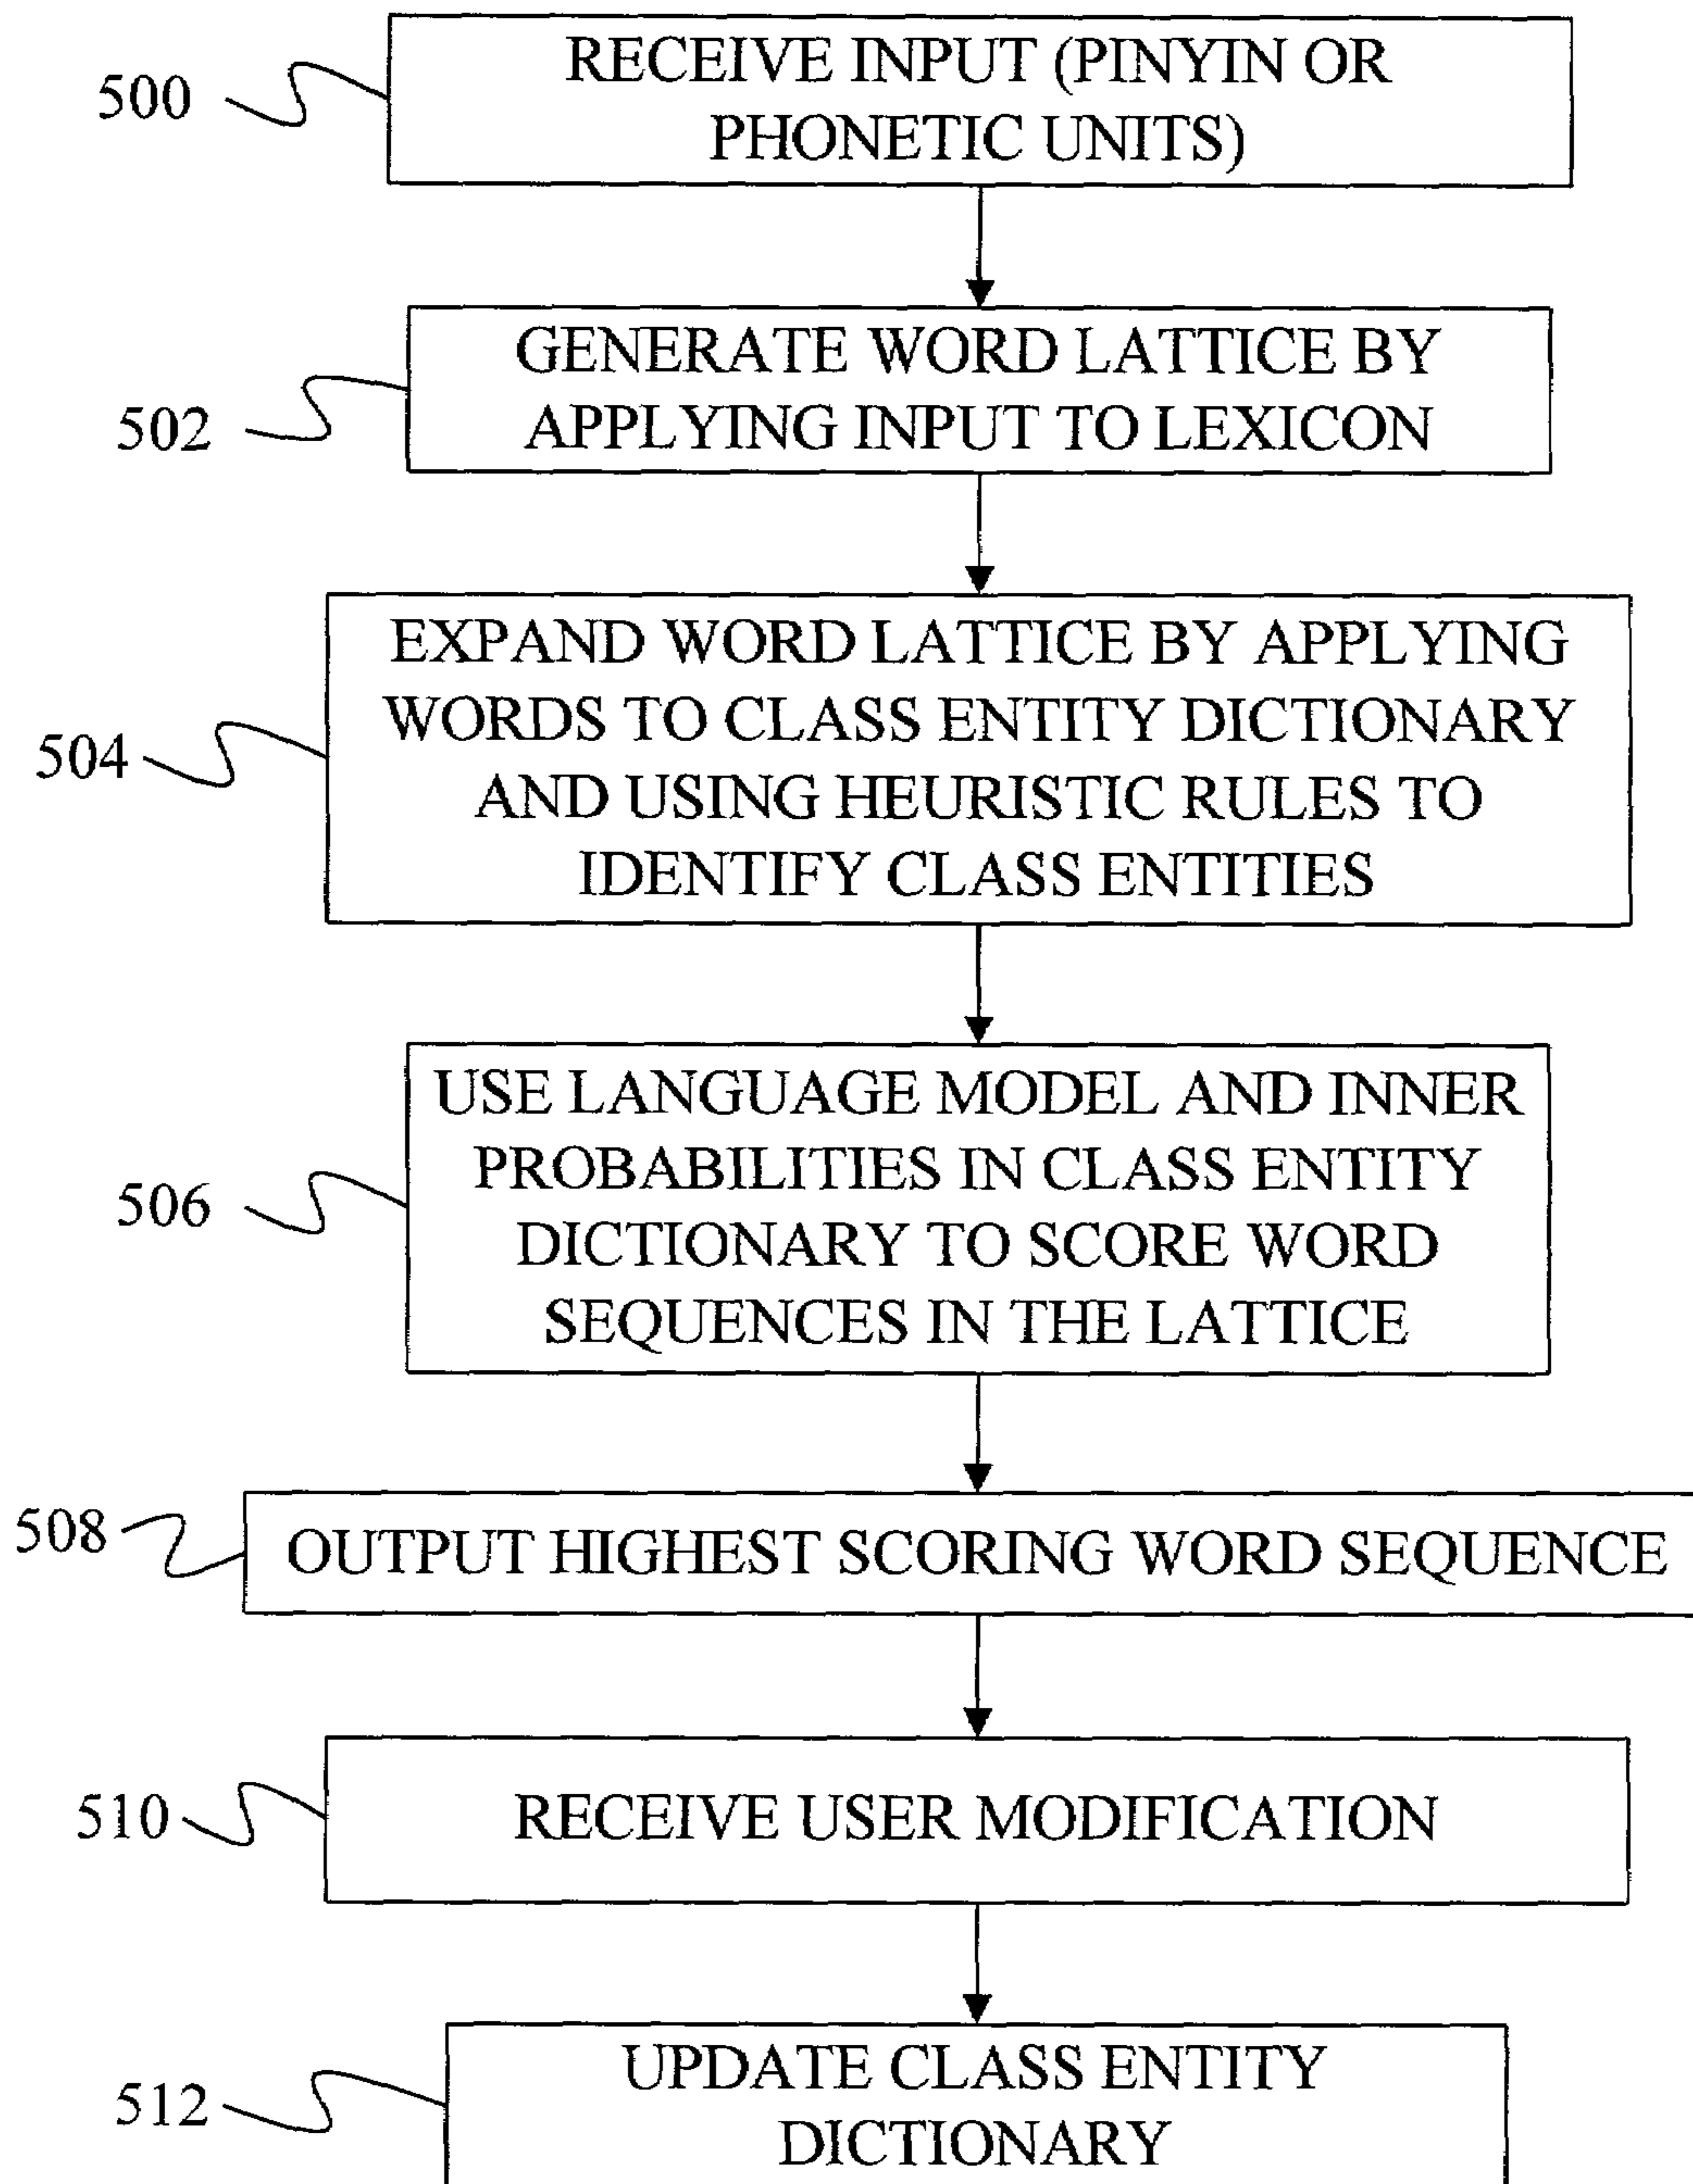 500
RECEIVE INPUT (PINYIN OR
PHONETIC UNITS)
502
GENERATE WORD LATTICE BY
APPLYING INPUT TO LEXICON
504
EXPAND WORD LATTICE BY APPLYING
WORDS TO CLASS ENTITY DICTIONARY
AND USING HEURISTIC RULES TO
IDENTIFY CLASS ENTITIES
506
USE LANGUAGE MODEL AND INNER
PROBABILITIES IN CLASS ENTITY
DICTIONARY TO SCORE WORD
SEQUENCES IN THE LATTICE
508
OUTPUT HIGHEST SCORING WORD SEQUENCE
510
RECEIVE USER MODIFICATION
512
UPDATE CLASS ENTITY
DICTIONARY